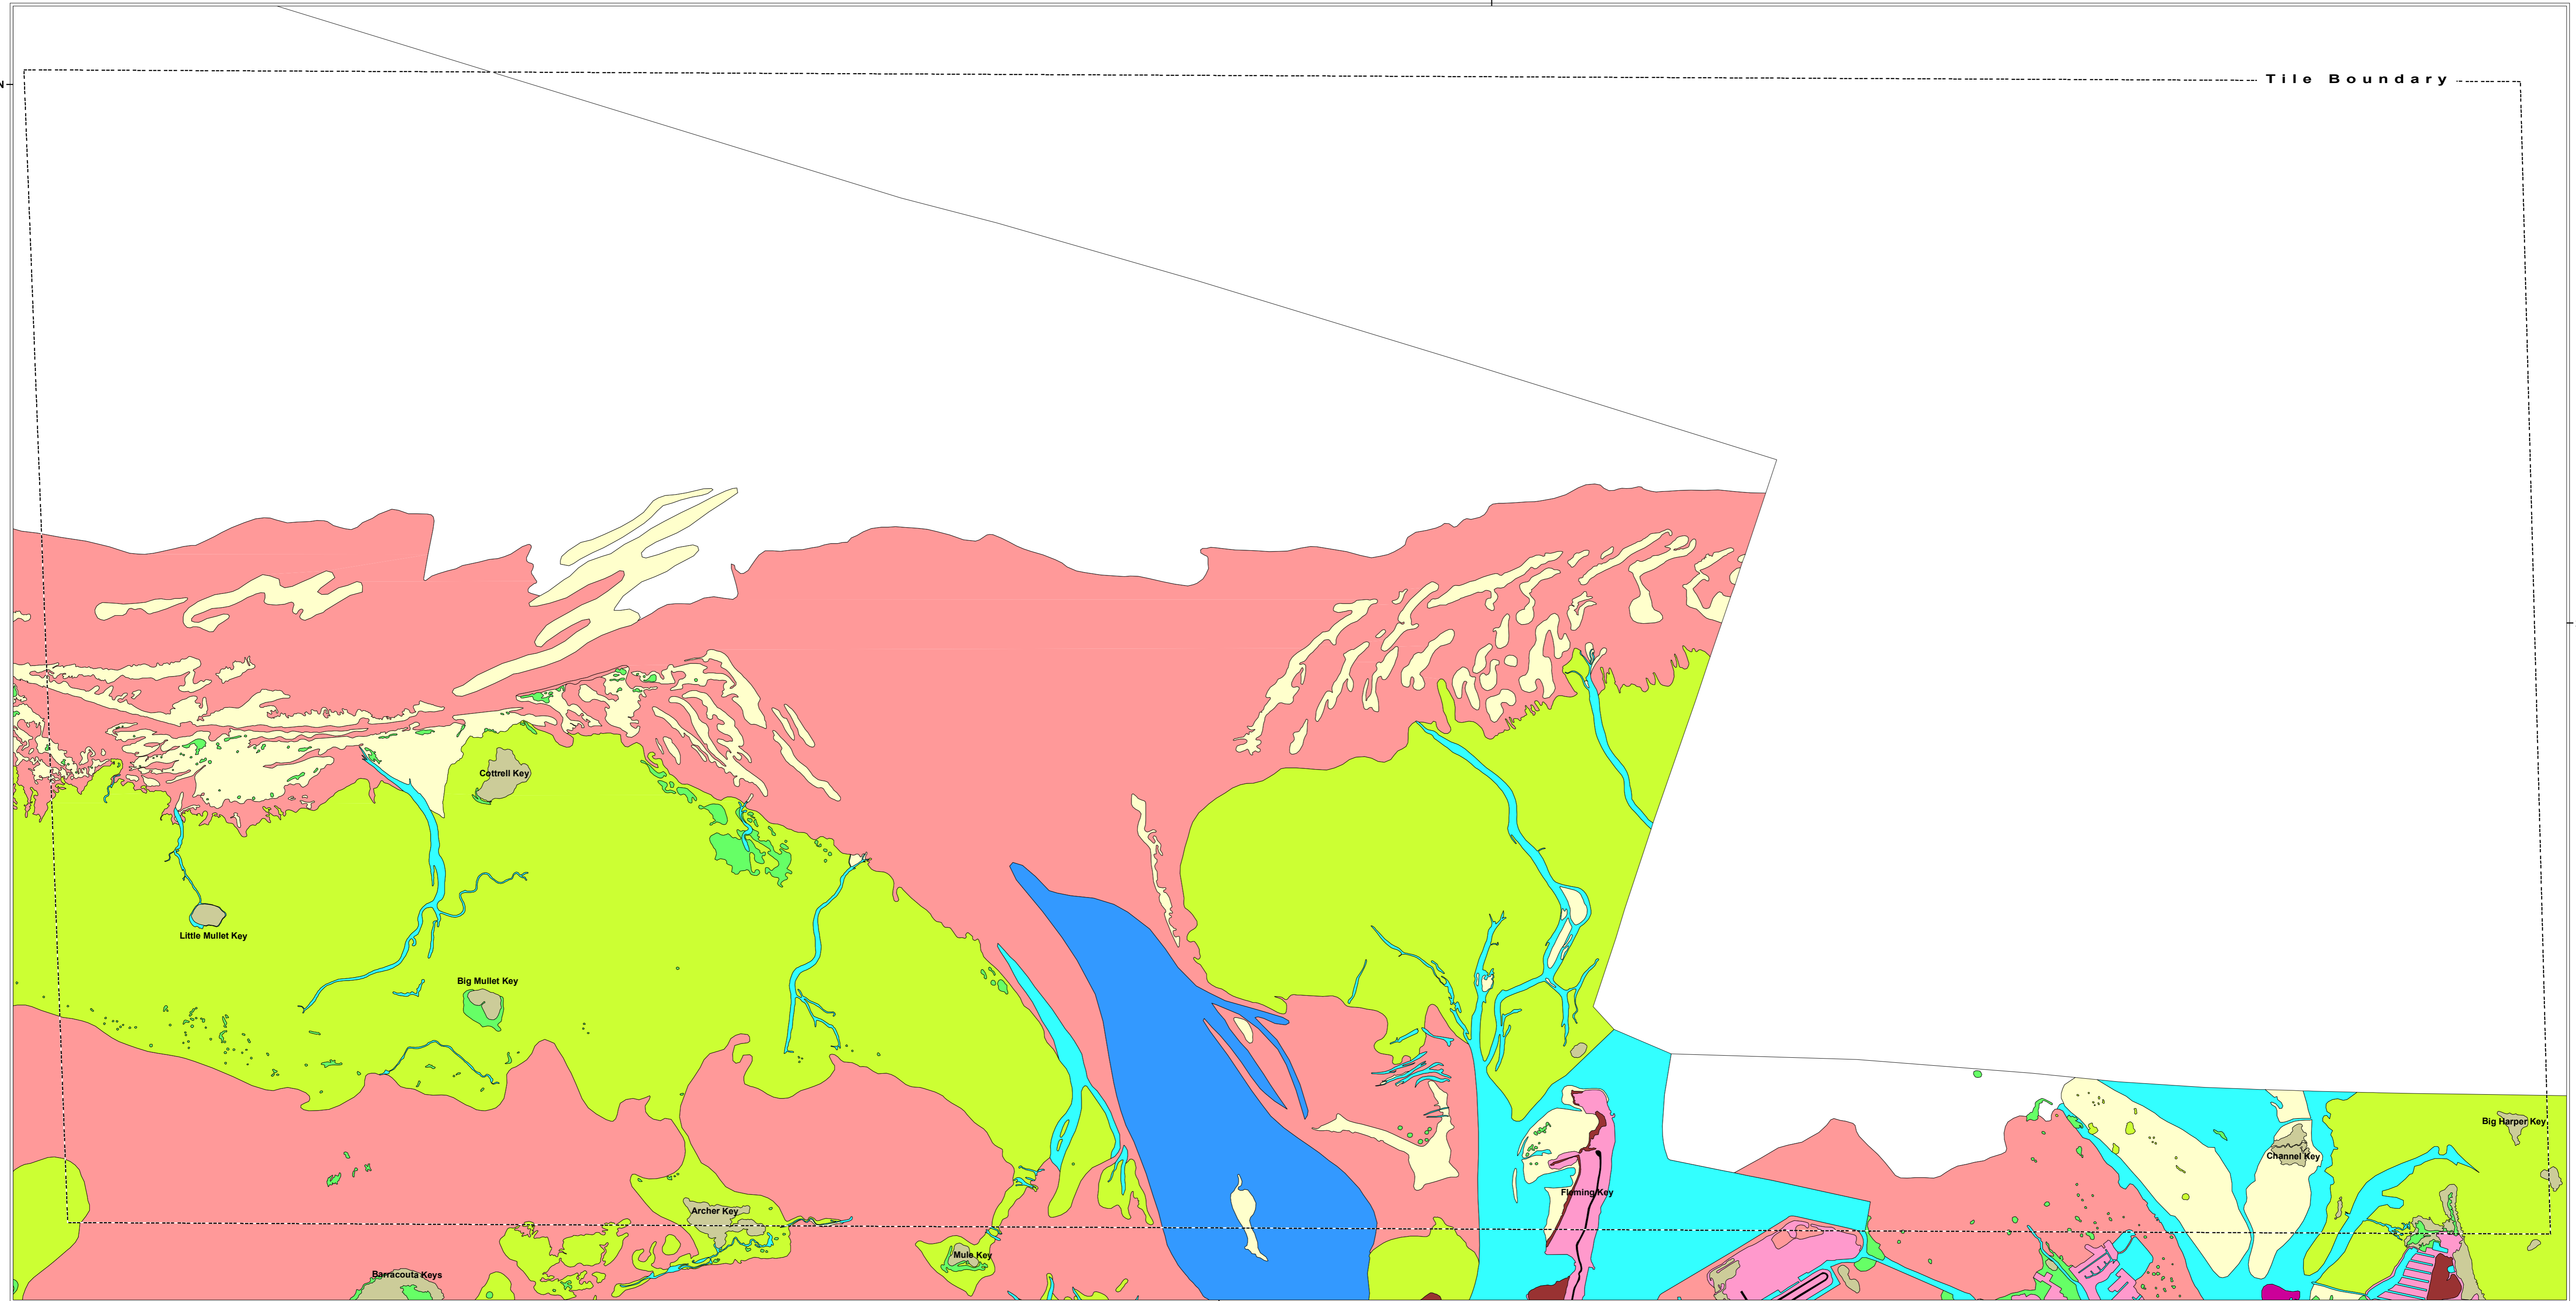 N
Tile Boundary
Cottrell Key
Little Mullet Key
Big Mullet Key
Big Harper Key
Channel Key
Fleming Key
Archer Key
Mule Key
Barracouta Keys